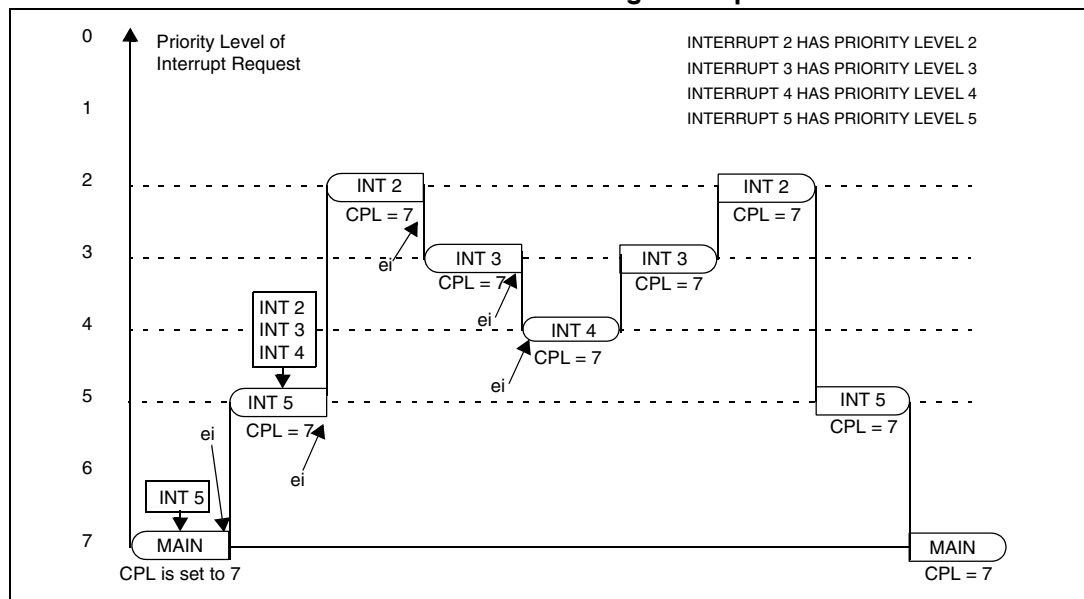 0
Priority Level of
Interrupt Request
INTERRUPT 2 HAS PRIORITY LEVEL 2
INTERRUPT 3 HAS PRIORITY LEVEL 3
INTERRUPT 4 HAS PRIORITY LEVEL 4
INTERRUPT 5 HAS PRIORITY LEVEL 5
1
2
INT 2
CPL = 7
ei
INT 2
CPL = 7
3
INT 3
CPL = 7
ei
INT 3
CPL = 7
INT 2
INT 3
INT 4
4
INT 4
CPL = 7
ei
5
INT 5
CPL = 7
ei
INT 5
CPL = 7
ei
6
INT 5
7
MAIN
CPL is set to 7
MAIN
CPL = 7